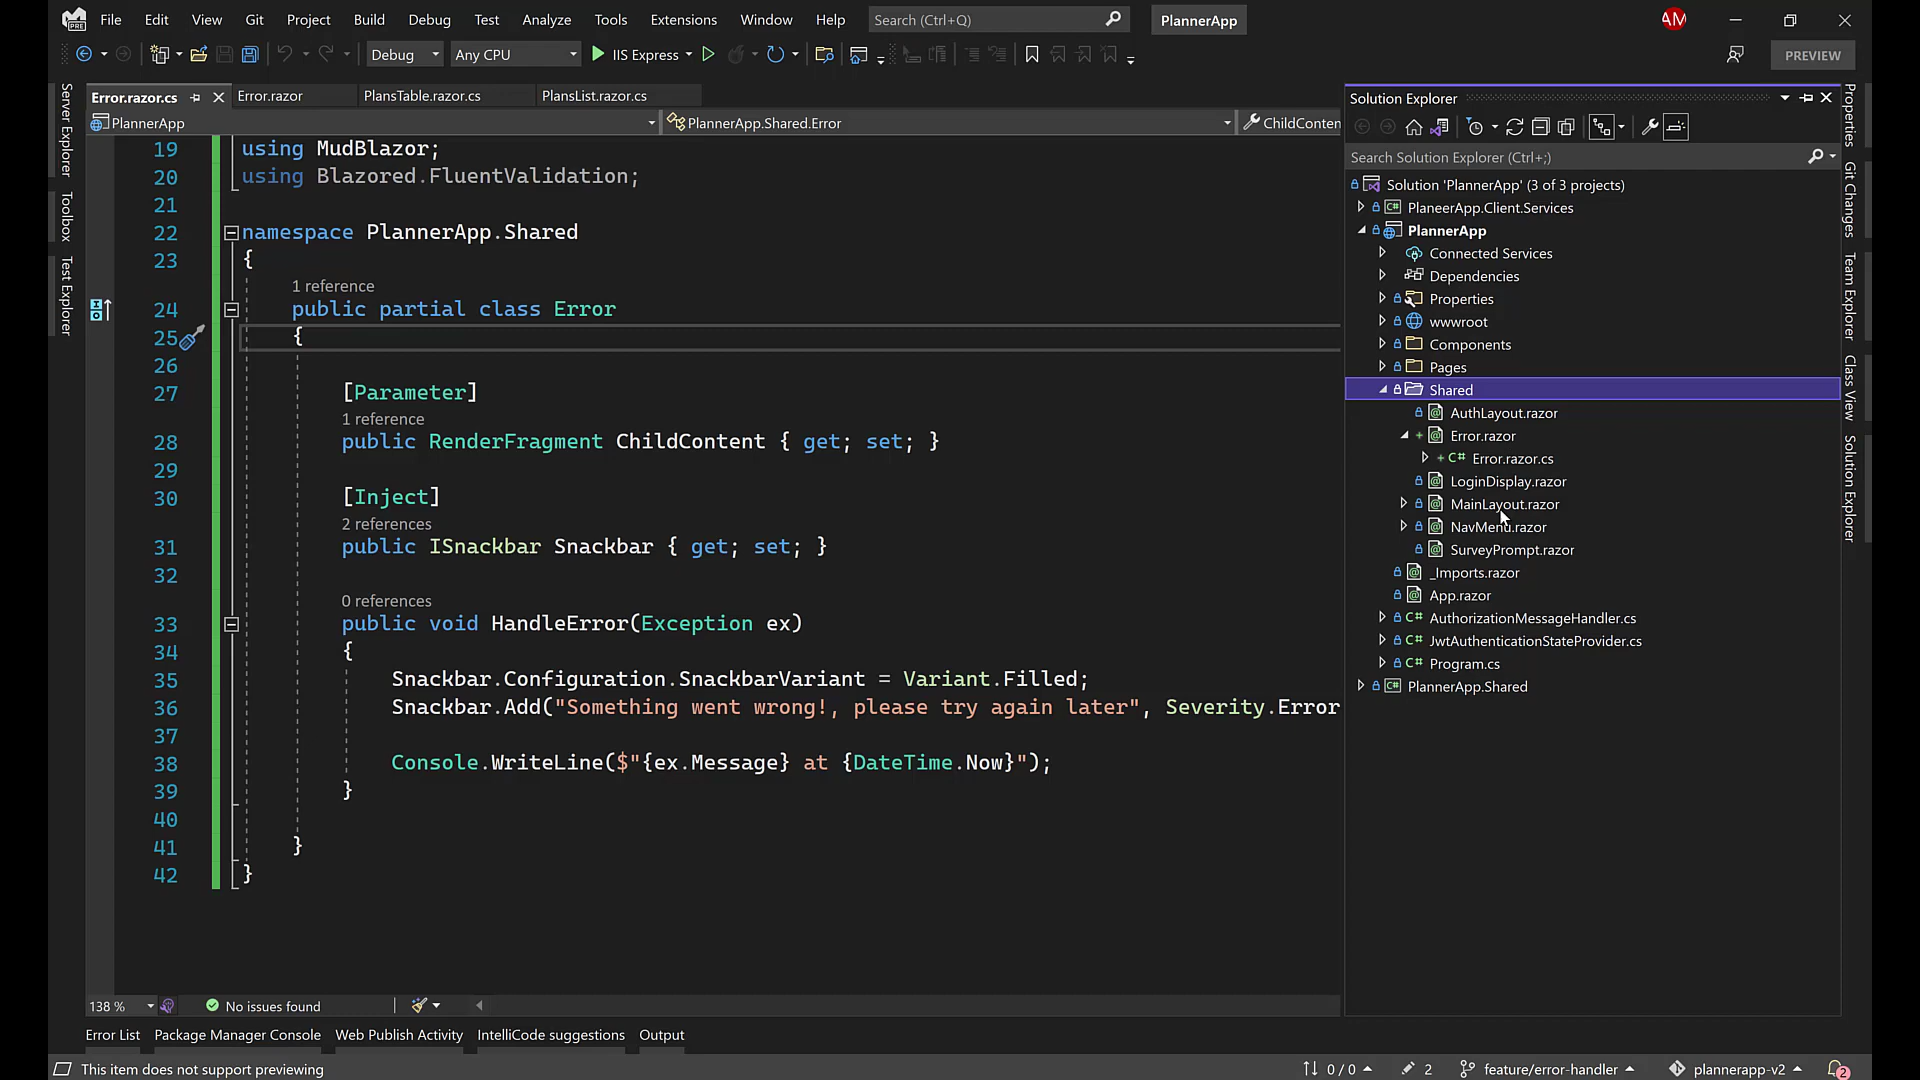 File Edit View Git Project Build Debug Test Analyze Tools Extensions Window Help Search (Ctrl+Q) PlannerApp AM
Debug Any CPU IIS Express PREVIEW
Error.razor.cs Error.razor PlansTable.razor.cs PlansList.razor.cs
PlannerApp PlannerApp.Shared.Error ChildConten
19 using MudBlazor;
20 using Blazored.FluentValidation;
21
22 namespace PlannerApp.Shared
23 {
1 reference
24 public partial class Error
25 {
26
27 [Parameter]
1 reference
28 public RenderFragment ChildContent { get; set; }
29
30 [Inject]
2 references
31 public ISnackbar Snackbar { get; set; }
32
0 references
33 public void HandleError(Exception ex)
34 {
35 Snackbar.Configuration.SnackbarVariant = Variant.Filled;
36 Snackbar.Add("Something went wrong!, please try again later", Severity.Error
37
38 Console.WriteLine($"{ex.Message} at {DateTime.Now}");
39 }
40
41 }
42 }
138 % No issues found
Error List Package Manager Console Web Publish Activity IntelliCode suggestions Output
This item does not support previewing 0 / 0 2 feature/error-handler plannerapp-v2 2
Server Explorer
Toolbox
Test Explorer
Solution Explorer
Search Solution Explorer (Ctrl+;)
Solution 'PlannerApp' (3 of 3 projects)
PlaneerApp.Client.Services
PlannerApp
Connected Services
Dependencies
Properties
wwwroot
Components
Pages
Shared
AuthLayout.razor
Error.razor
C# Error.razor.cs
LoginDisplay.razor
MainLayout.razor
NavMenu.razor
SurveyPrompt.razor
_Imports.razor
App.razor
C# AuthorizationMessageHandler.cs
C# JwtAuthenticationStateProvider.cs
C# Program.cs
PlannerApp.Shared
Properties
Git Changes
Team Explorer
Class View
Solution Explorer